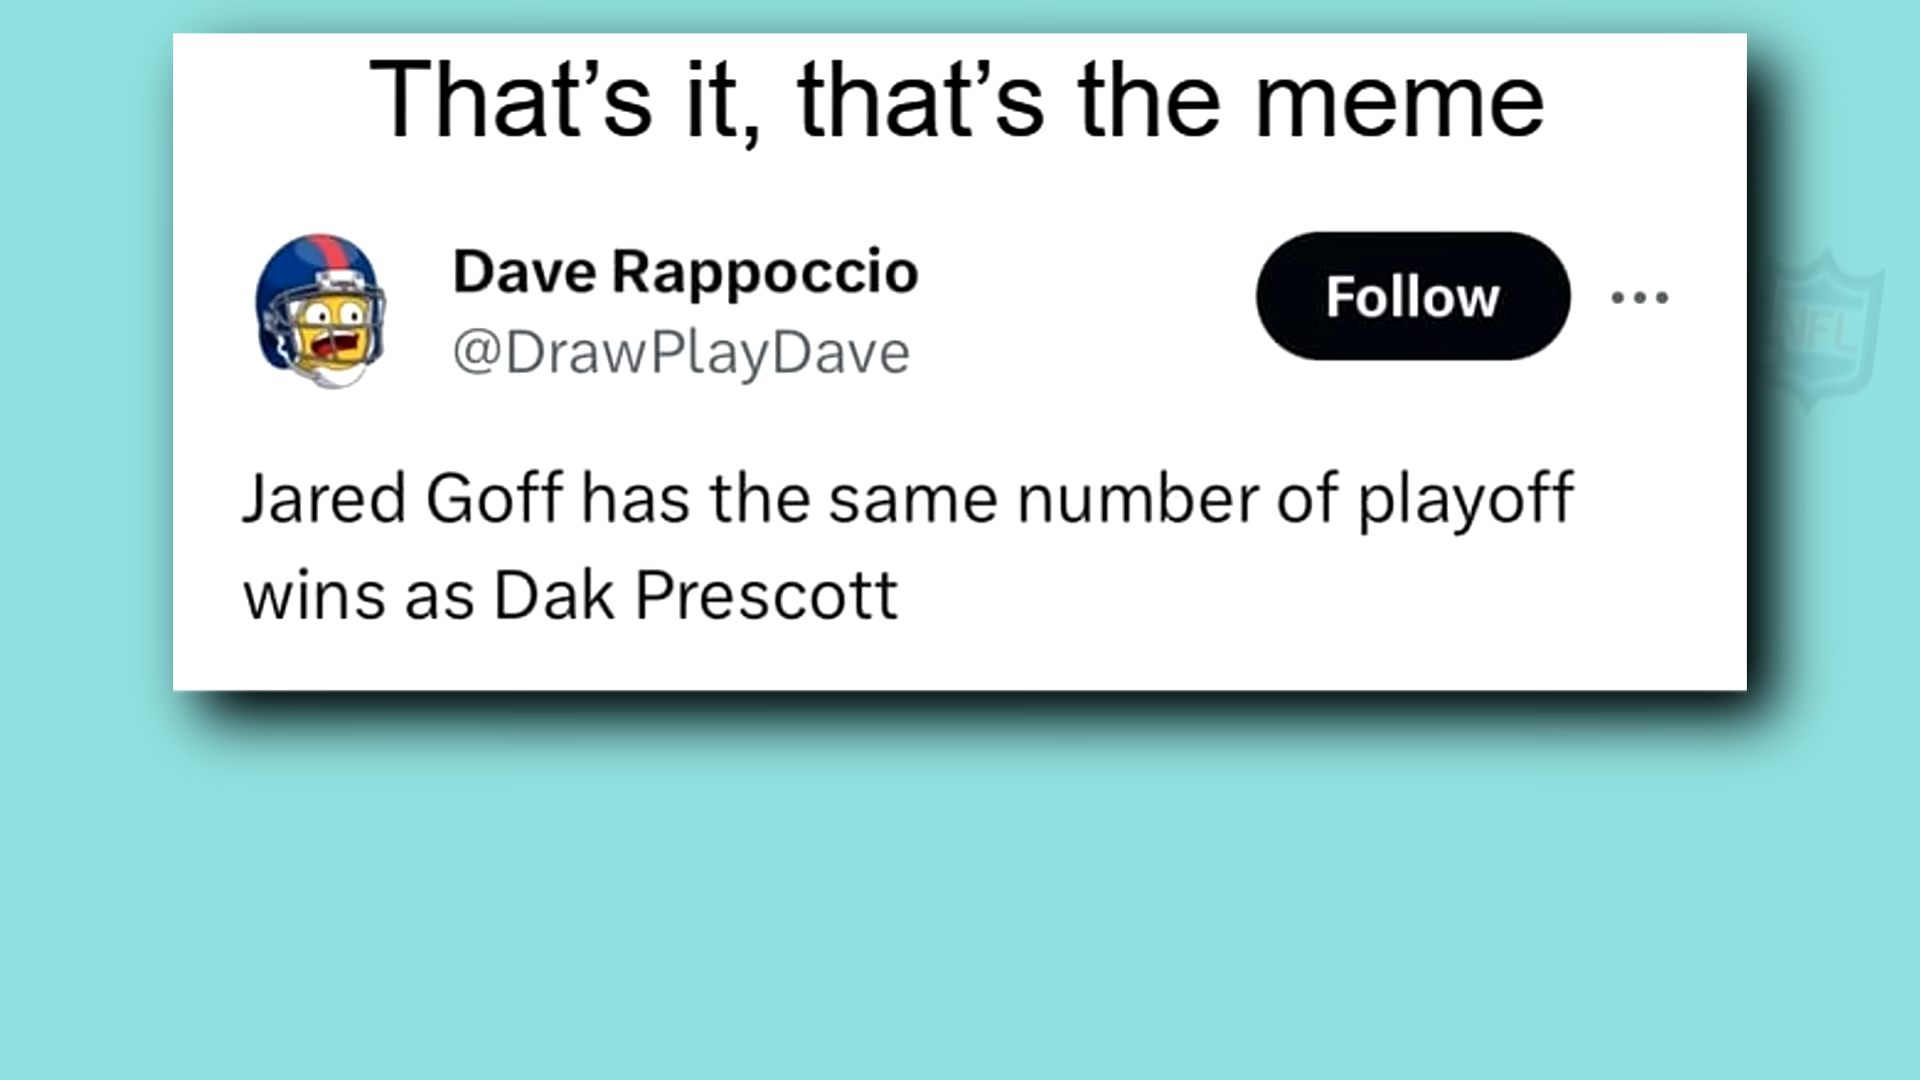 That’s it, that’s the meme
Dave Rappoccio
Follow
@DrawPlayDave
NFL
Jared Goff has the same number of playoff
wins as Dak Prescott